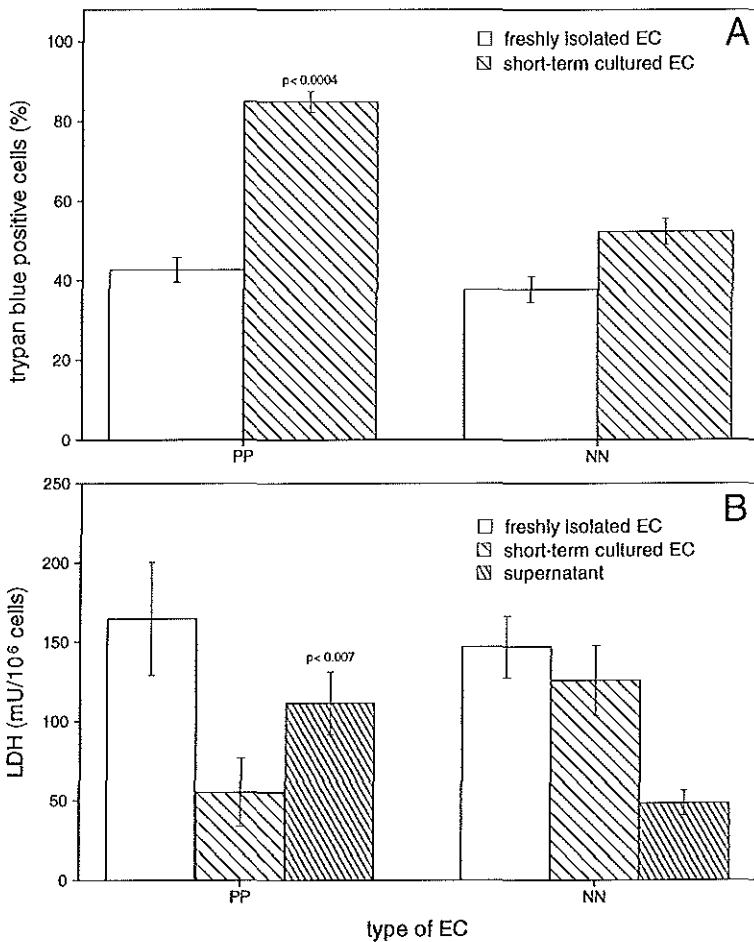 A
freshly isolated EC
short-term cultured EC
100
80
60
40
20
0
trypan blue positive cells (%)
p< 0.0004
PP
NN
B
freshly isolated EC
short-term cultured EC
supernatant
250
200
150
100
50
0
LDH (mU/10⁶ cells)
p< 0.007
PP
NN
type of EC